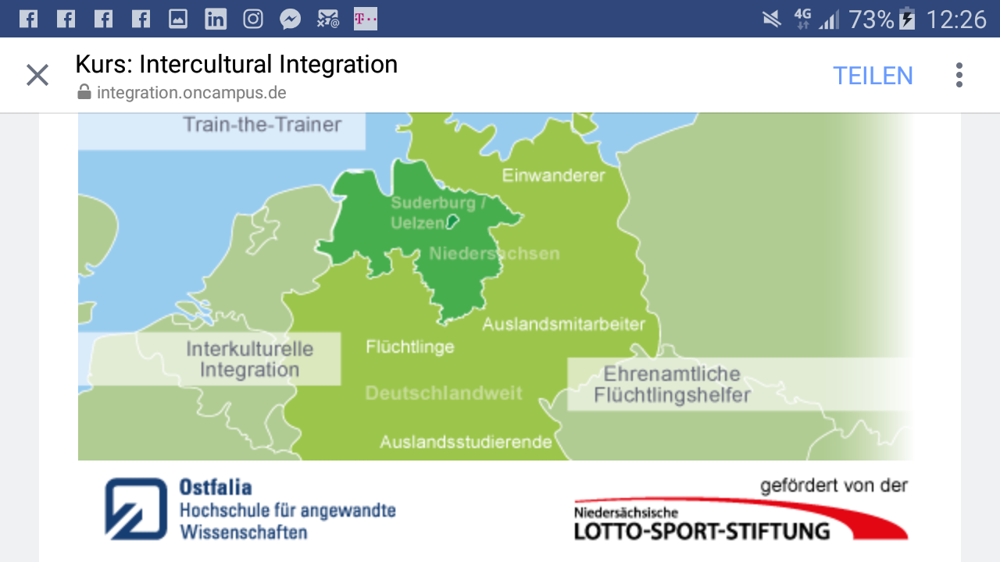 4G
73%
12:26
Kurs: Intercultural Integration
integration.oncampus.de
TEILEN
Train-the-Trainer
Einwanderer
Suderburg /
Uelzen
Niedersachsen
Auslandsmitarbeiter
Interkulturelle
Integration
Flüchtlinge
Ehrenamtliche
Flüchtlingshelfer
Deutschlandweit
Auslandsstudierende
Ostfalia
Hochschule für angewandte
Wissenschaften
gefördert von der
Niedersächsische
LOTTO-SPORT-STIFTUNG